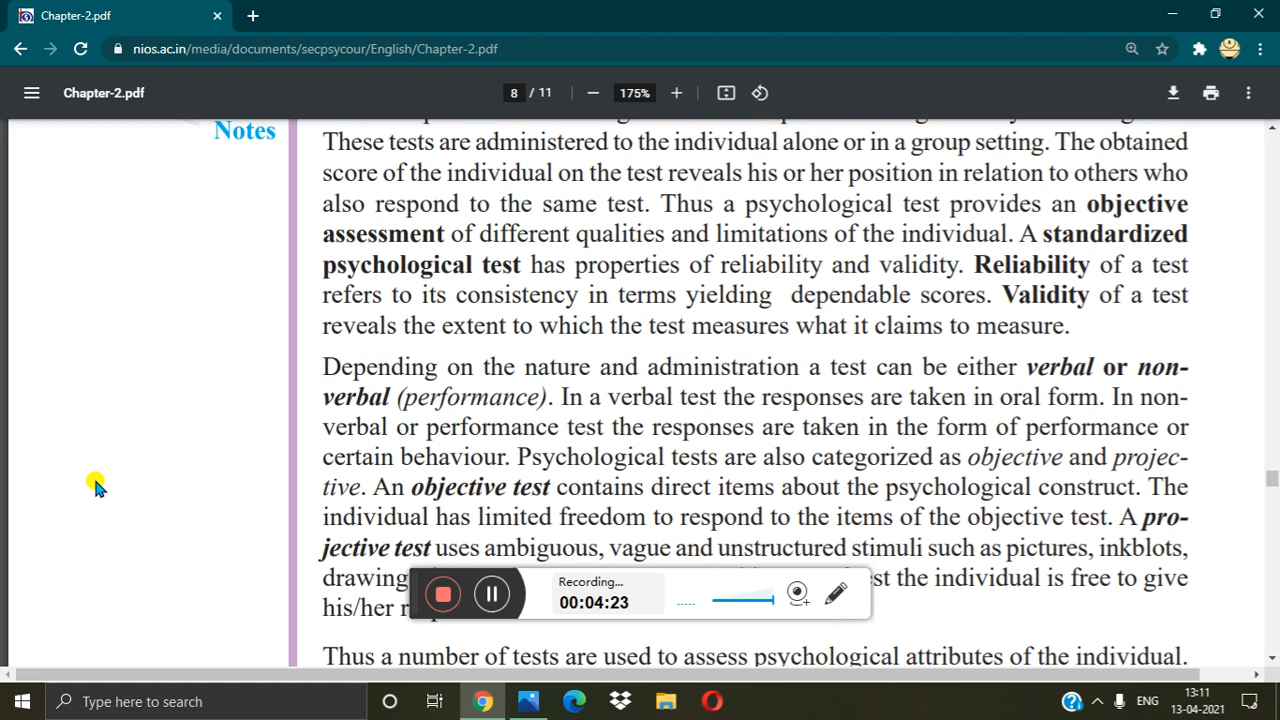 Chapter-2.pdf
nios.ac.in/media/documents/secpsycour/English/Chapter-2.pdf
Chapter-2.pdf
8 / 11
175%
Notes
These tests are administered to the individual alone or in a group setting. The obtained
score of the individual on the test reveals his or her position in relation to others who
also respond to the same test. Thus a psychological test provides an objective
assessment of different qualities and limitations of the individual. A standardized
psychological test has properties of reliability and validity. Reliability of a test
refers to its consistency in terms yielding dependable scores. Validity of a test
reveals the extent to which the test measures what it claims to measure.
Depending on the nature and administration a test can be either verbal or non-
verbal (performance). In a verbal test the responses are taken in oral form. In non-
verbal or performance test the responses are taken in the form of performance or
certain behaviour. Psychological tests are also categorized as objective and projec-
tive. An objective test contains direct items about the psychological construct. The
individual has limited freedom to respond to the items of the objective test. A pro-
jective test uses ambiguous, vague and unstructured stimuli such as pictures, inkblots,
drawing the individual is free to give
his/her
Recording...
00:04:23
Thus a number of tests are used to assess psychological attributes of the individual.
Type here to search
ENG
13:11
13-04-2021